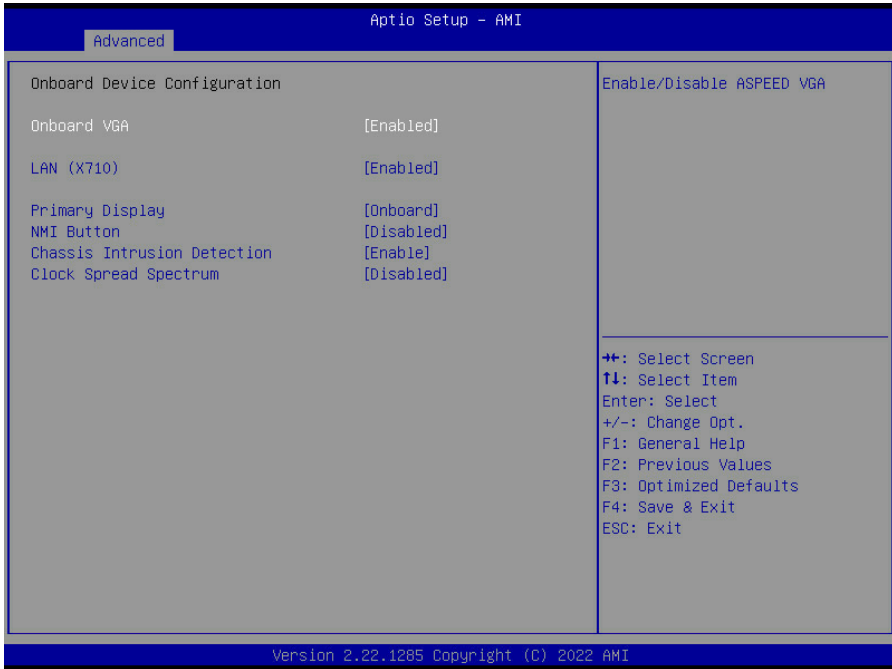 Aptio Setup – AMI
Advanced
Onboard Device Configuration
Onboard VGA [Enabled]
LAN (X710) [Enabled]
Primary Display [Onboard]
NMI Button [Disabled]
Chassis Intrusion Detection [Enable]
Clock Spread Spectrum [Disabled]
Enable/Disable ASPEED VGA
→←: Select Screen
↑↓: Select Item
Enter: Select
+/-: Change Opt.
F1: General Help
F2: Previous Values
F3: Optimized Defaults
F4: Save & Exit
ESC: Exit
Version 2.22.1285 Copyright (C) 2022 AMI